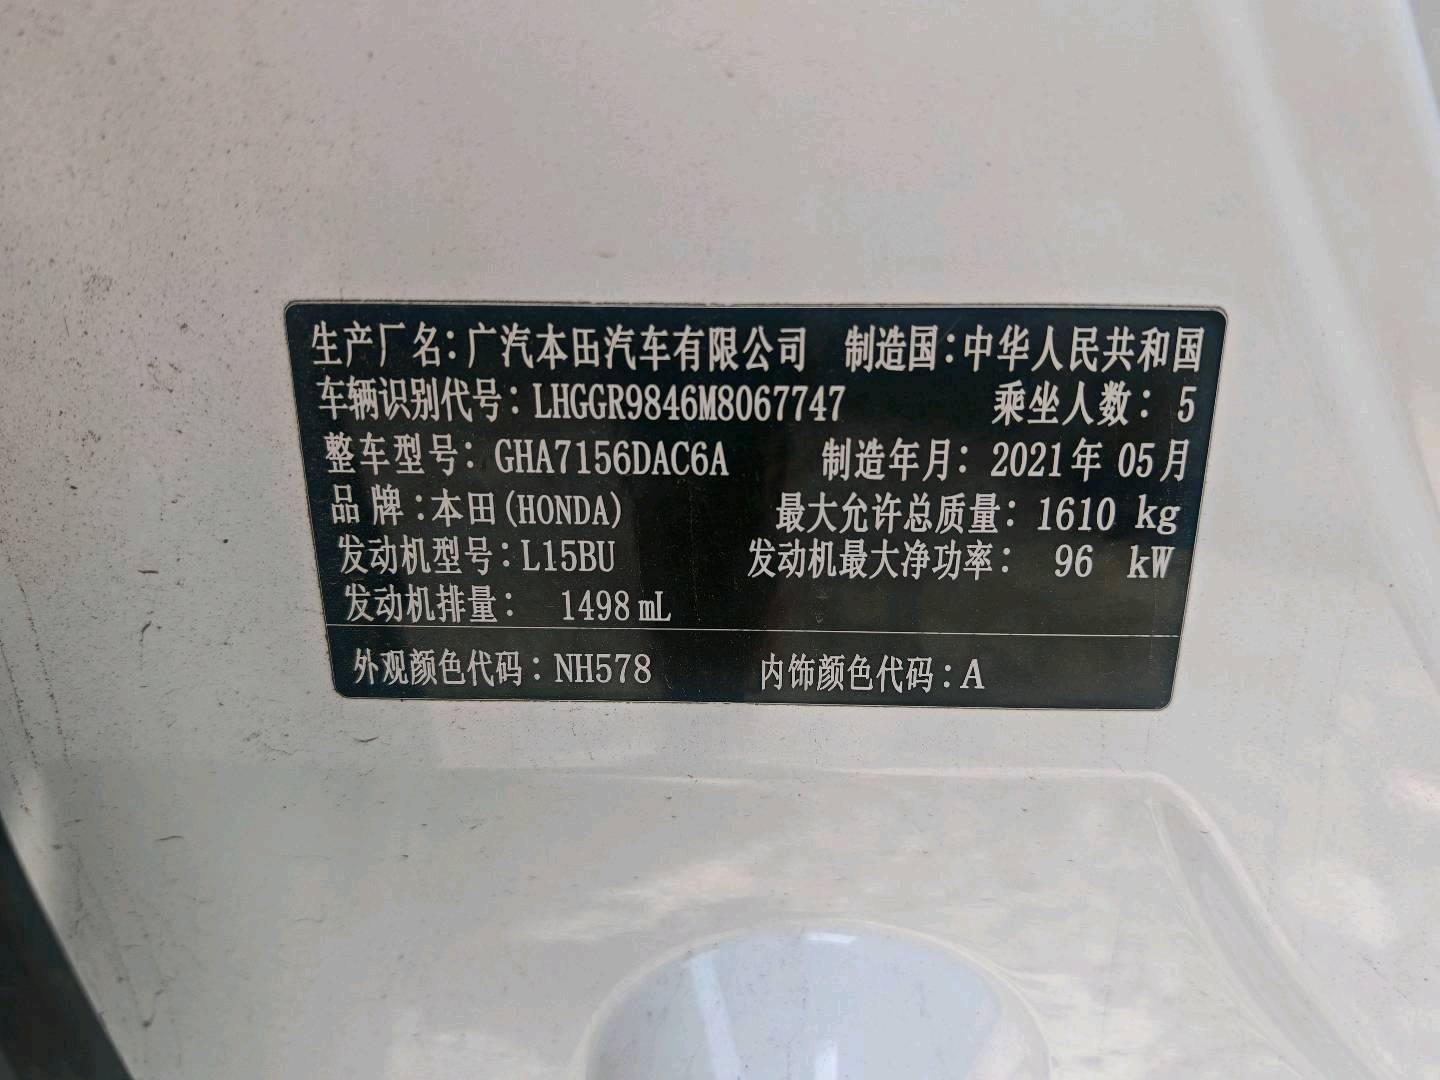 生产厂名:广汽本田汽车有限公司 制造国:中华人民共和国
车辆识别代号:LHGGR9846M8067747 乘坐人数: 5
整车型号:GHA7156DAC6A 制造年月:2021年 05月
品 牌:本田(HONDA) 最大允许总质量:1610 kg
发动机型号:L15BU 发动机最大净功率: 96 kW
发动机排量: 1498 mL
外观颜色代码:NH578 内饰颜色代码:A